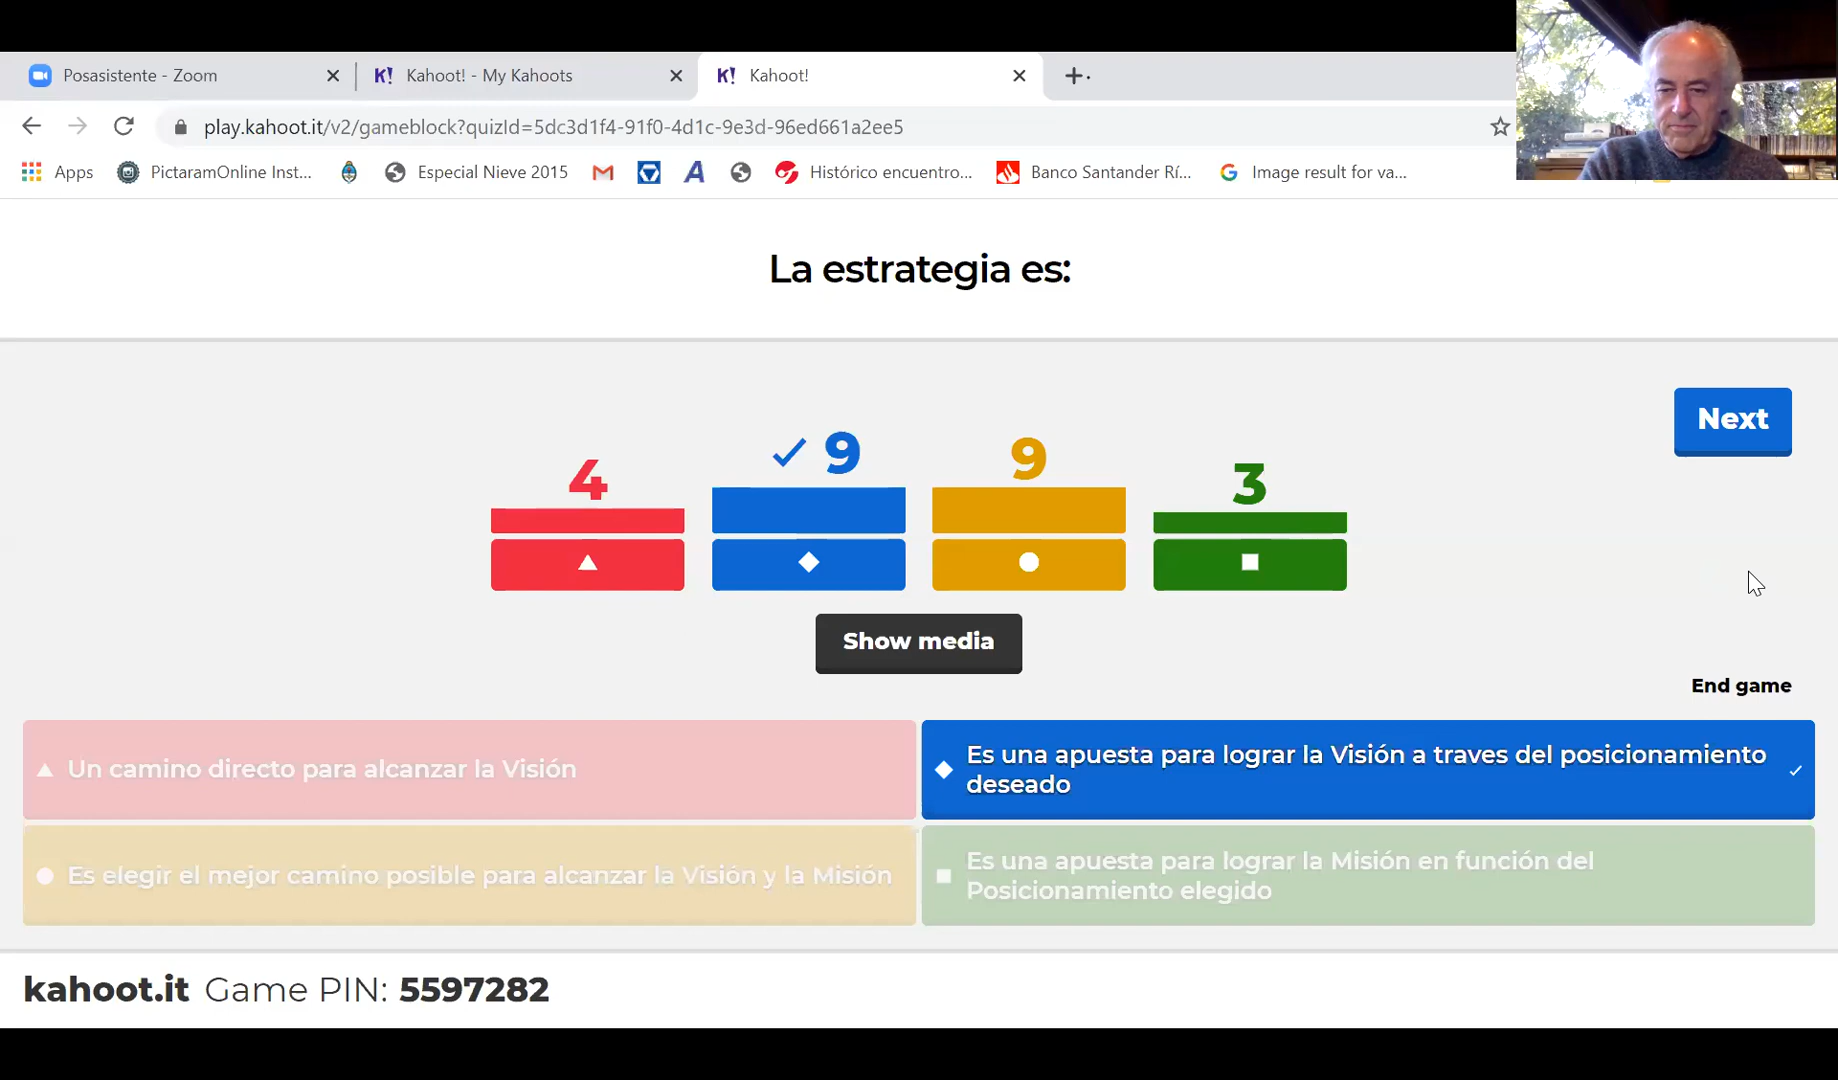 Posasistente - Zoom
K! Kahoot! - My Kahoots
K! Kahoot!
play.kahoot.it/v2/gameblock?quizId=5dc3d1f4-91f0-4d1c-9e3d-96ed661a2ee5
Apps
PictaramOnline Inst...
Especial Nieve 2015
Histórico encuentro...
Banco Santander Rí...
Image result for va...
La estrategia es:
Next
4
9
9
3
Show media
End game
Un camino directo para alcanzar la Visión
Es una apuesta para lograr la Visión a traves del posicionamiento
deseado
Es elegir el mejor camino posible para alcanzar la Visión y la Misión
Es una apuesta para lograr la Misión en función del
Posicionamiento elegido
kahoot.it Game PIN: 5597282